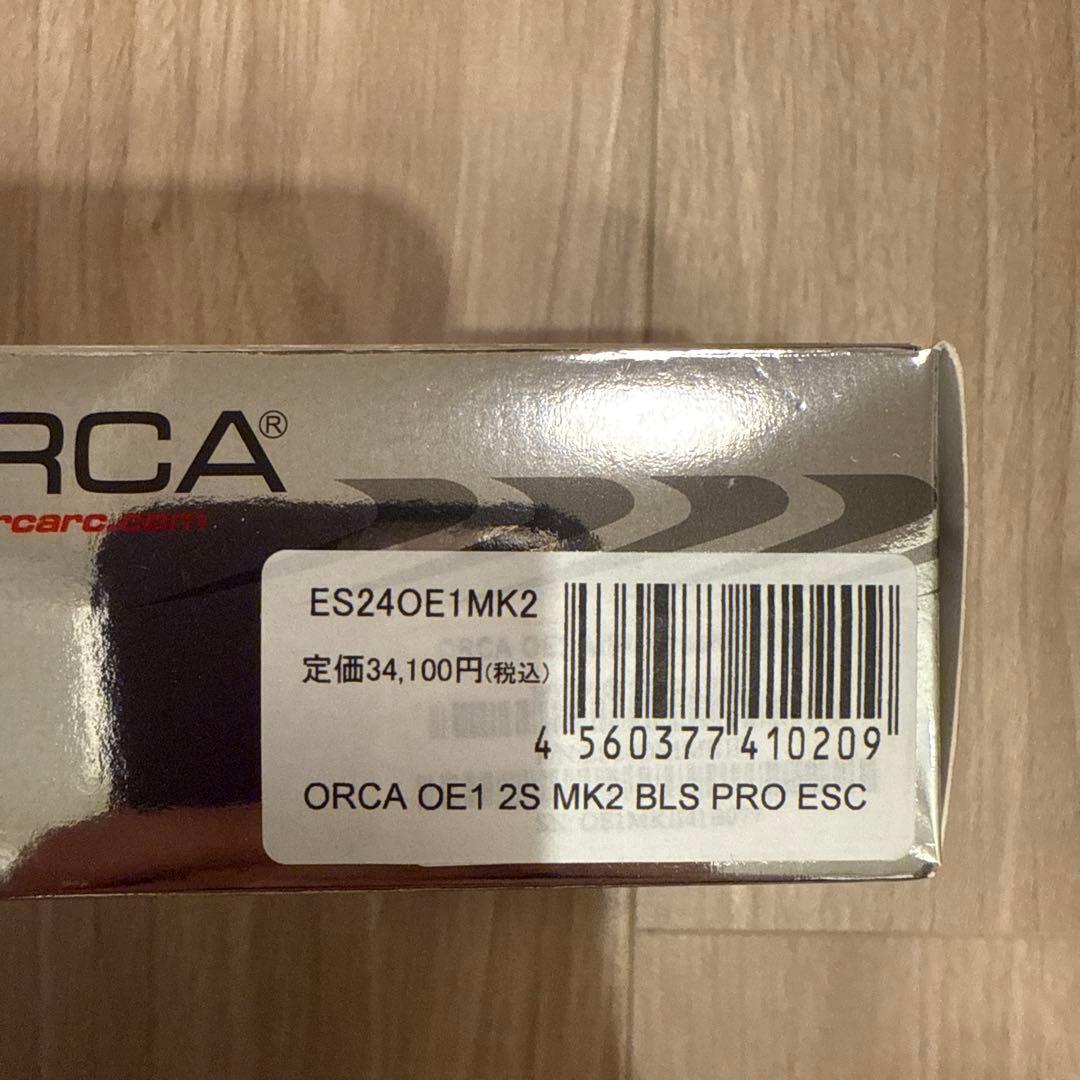 RCA®
rcarc.com
ES24OE1MK2
定価34,100円(税込)
4 560377 410209
ORCA OE1 2S MK2 BLS PRO ESC